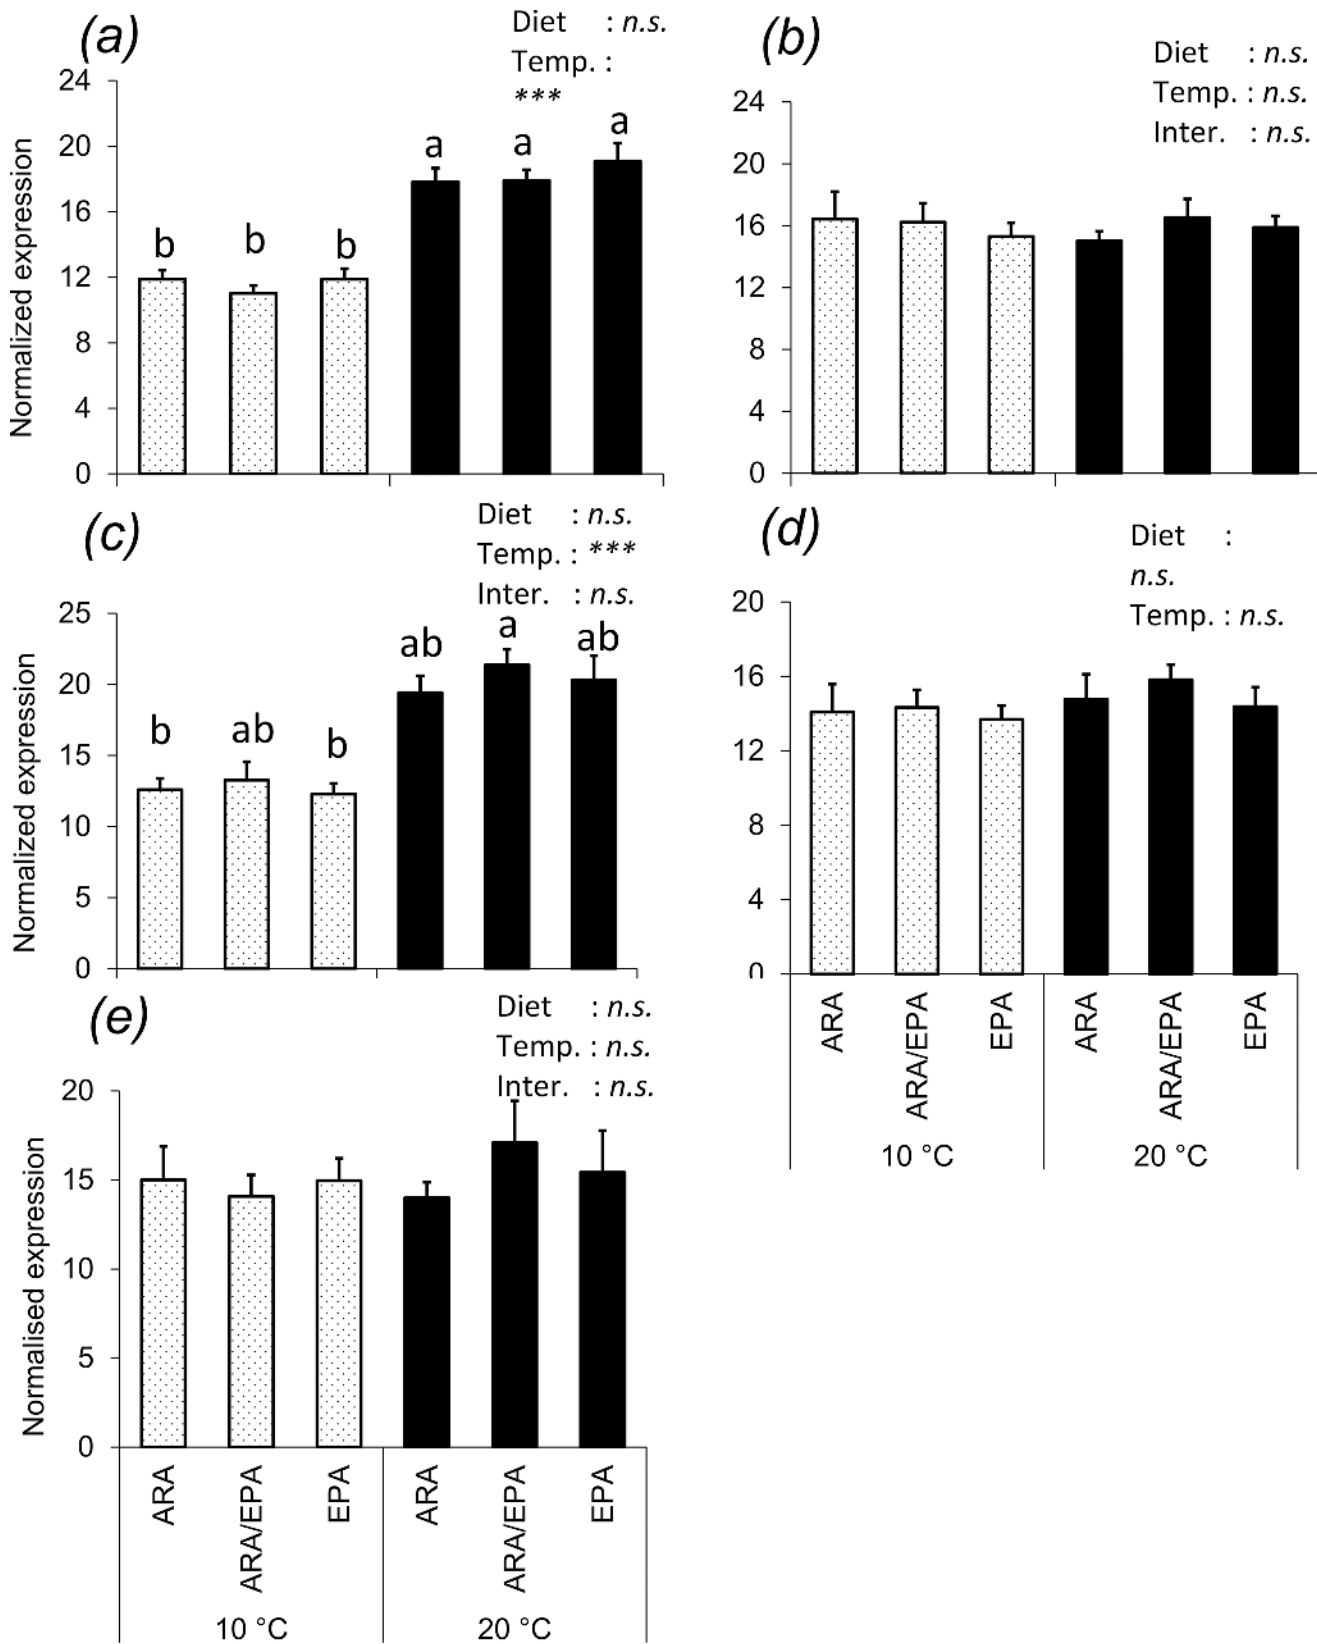 (a)
Diet : n.s.
Temp. :
***
24
20
16
12
8
4
0
Normalized expression
b
b
b
a
a
a
(b)
Diet : n.s.
Temp. : n.s.
Inter. : n.s.
24
20
16
12
8
4
0
(c)
Diet : n.s.
Temp. : ***
Inter. : n.s.
25
20
15
10
5
0
Normalized expression
b
ab
b
ab
a
ab
(d)
Diet :
n.s.
Temp. : n.s.
20
16
12
8
4
0
ARA
ARA/EPA
EPA
ARA
ARA/EPA
EPA
10 °C
20 °C
(e)
Diet : n.s.
Temp. : n.s.
Inter. : n.s.
20
15
10
5
0
Normalised expression
ARA
ARA/EPA
EPA
ARA
ARA/EPA
EPA
10 °C
20 °C